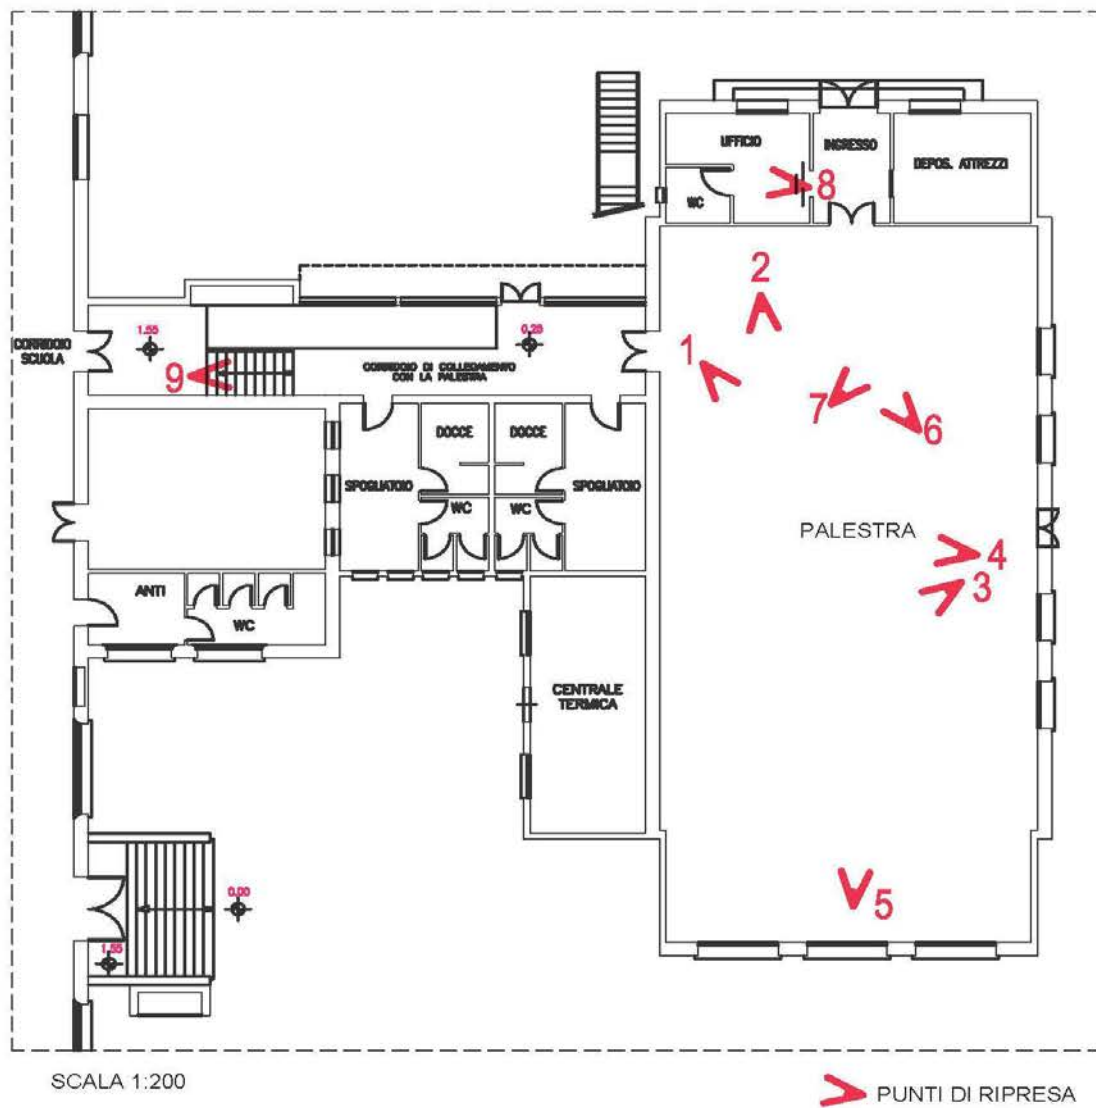 UFFICIO
INGRESSO
DEPOS. ATTREZZI
WC
8
2
1.55
0.25
CORRIDOIO
SCUOLA
1
9
CORRIDOIO DI COLLEGAMENTO
CON LA PALESTRA
7
6
DOCCE
DOCCE
SPOGLIATOIO
SPOGLIATOIO
WC
WC
PALESTRA
4
3
ANTI
WC
CENTRALE
TERMICA
0.00
5
1.55
SCALA 1:200
PUNTI DI RIPRESA